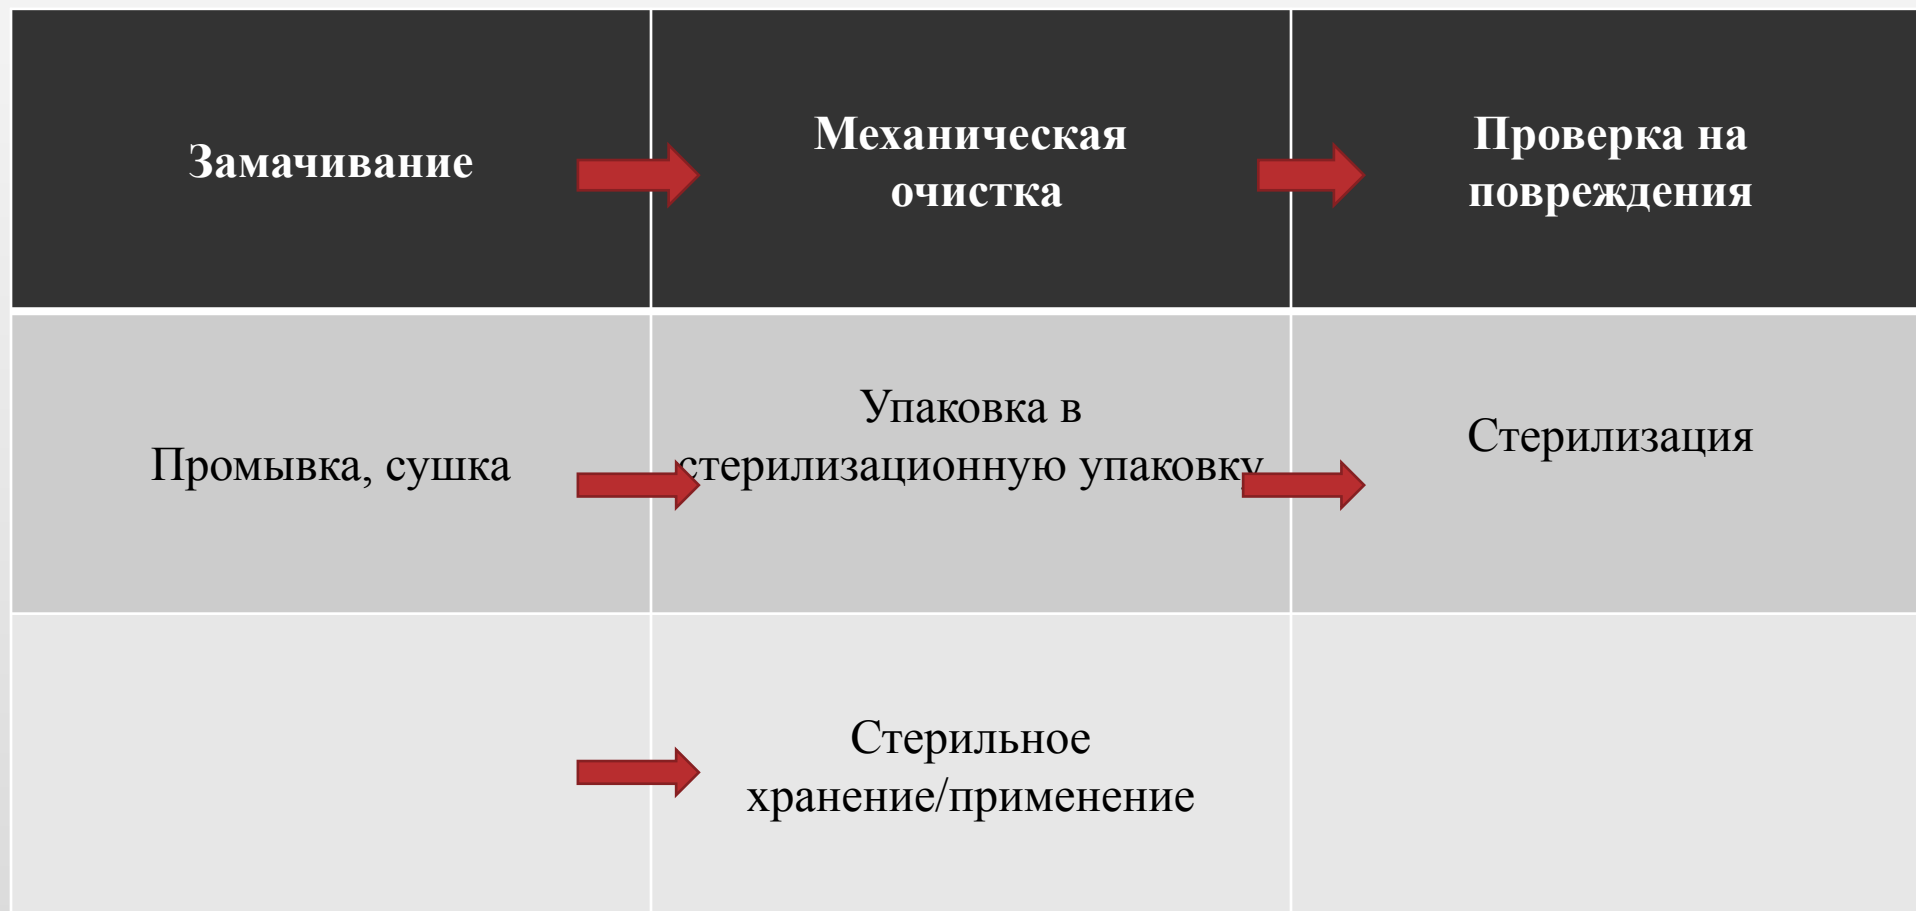 Замачивание
Механическая
очистка
Проверка на
повреждения
Промывка, сушка
Упаковка в
стерилизационную упаковку
Стерилизация
Стерильное
хранение/применение